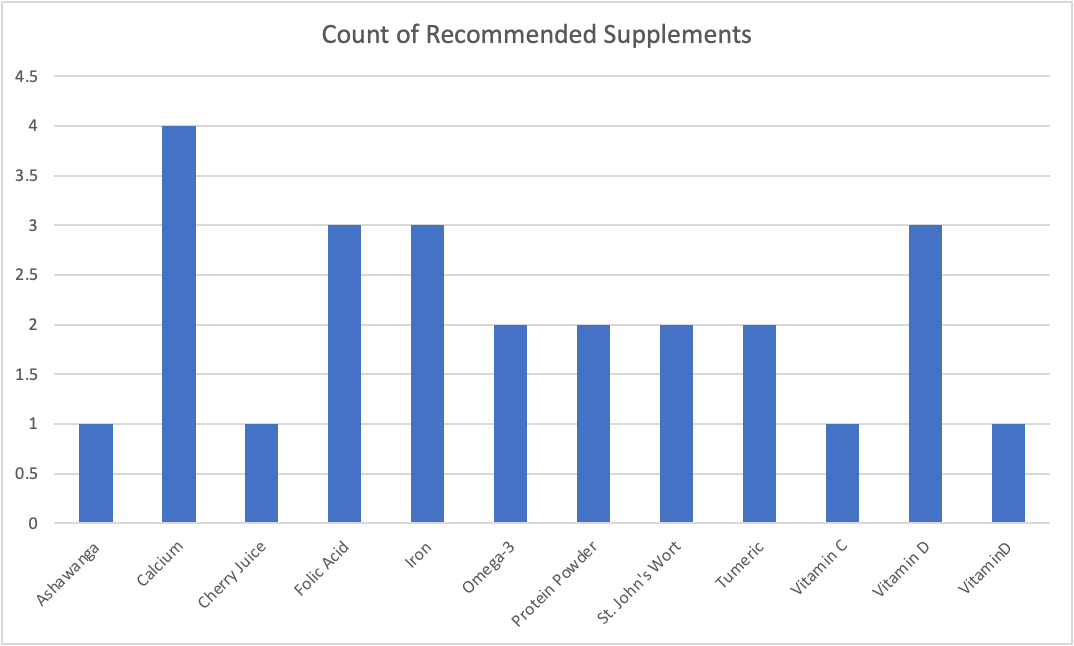 Count of Recommended Supplements
4.5
4
3.5
3
2.5
2
1.5
1
0.5
0
Ashawanga
Calcium
Cherry Juice
Folic Acid
Iron
Omega-3
Protein Powder
St. John's Wort
Tumeric
Vitamin C
Vitamin D
VitaminD